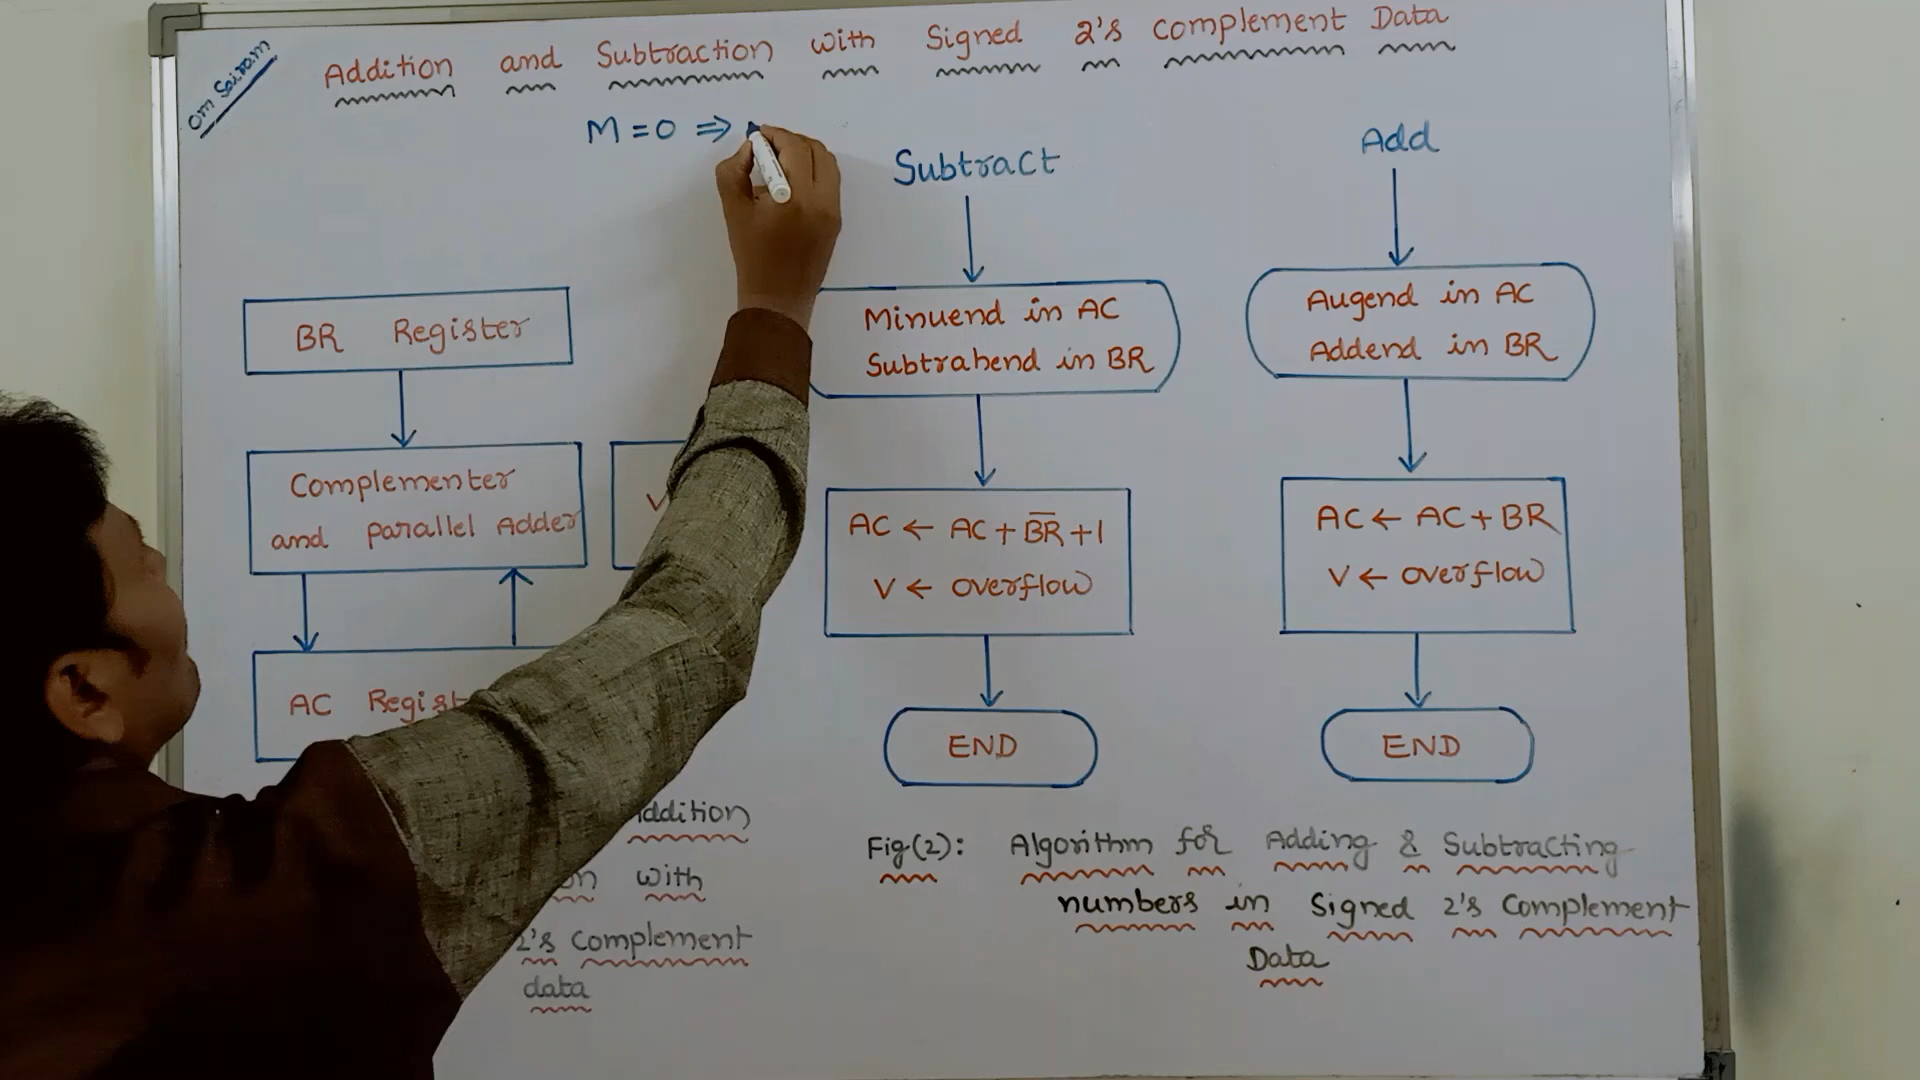 Om Sairam
Addition and Subtraction with Signed 2's Complement Data
M = 0 ⇒
Subtract
Add
BR Register
Minuend in AC
Subtrahend in BR
Augend in AC
Addend in BR
Complementer
and parallel Adder
V
AC ← AC + B̅R̅ + 1
V ← overflow
AC ← AC + BR
V ← overflow
AC
END
END
with
2's Complement
data
Fig(2): Algorithm for Adding & Subtracting
numbers in Signed 2's Complement
Data